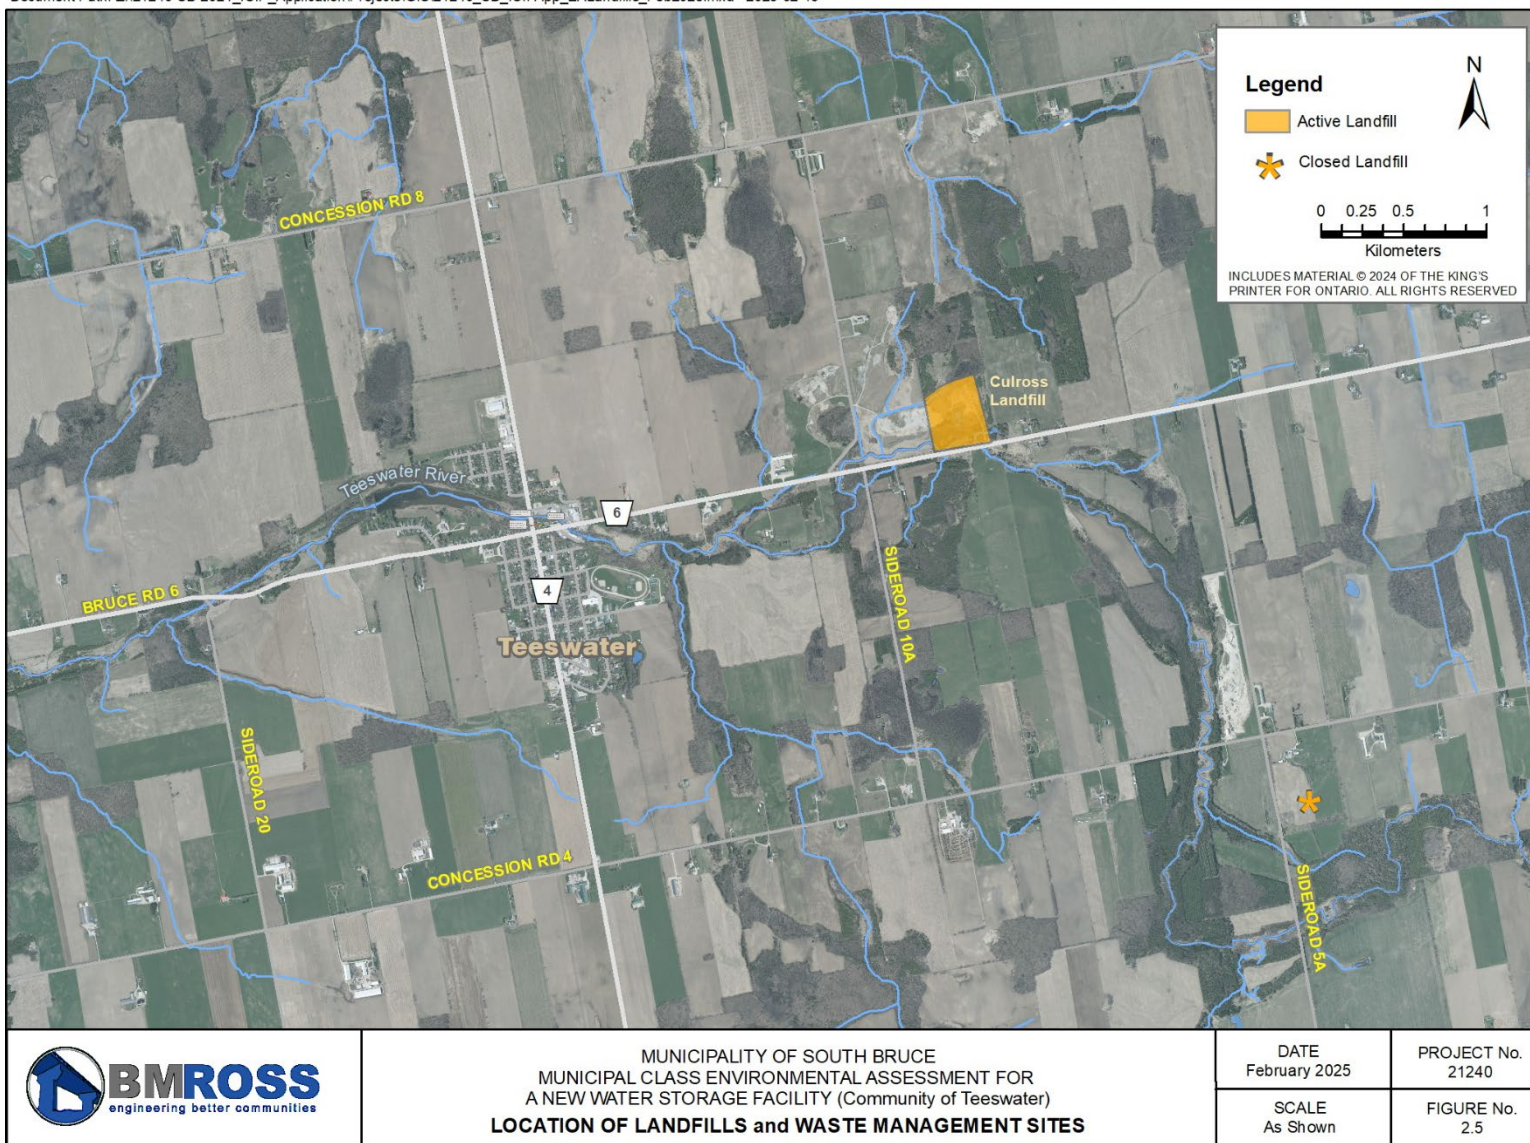 Legend
N
Active Landfill
Closed Landfill
0 0.25 0.5 1
Kilometers
INCLUDES MATERIAL © 2024 OF THE KING'S
PRINTER FOR ONTARIO. ALL RIGHTS RESERVED
CONCESSION RD 8
Culross
Landfill
Teeswater River
6
BRUCE RD 6
4
SIDEROAD 10A
Teeswater
SIDEROAD 20
CONCESSION RD 4
SIDEROAD 5A
BMROSS
engineering better communities
MUNICIPALITY OF SOUTH BRUCE
MUNICIPAL CLASS ENVIRONMENTAL ASSESSMENT FOR
A NEW WATER STORAGE FACILITY (Community of Teeswater)
LOCATION OF LANDFILLS and WASTE MANAGEMENT SITES
DATE
February 2025
PROJECT No.
21240
SCALE
As Shown
FIGURE No.
2.5